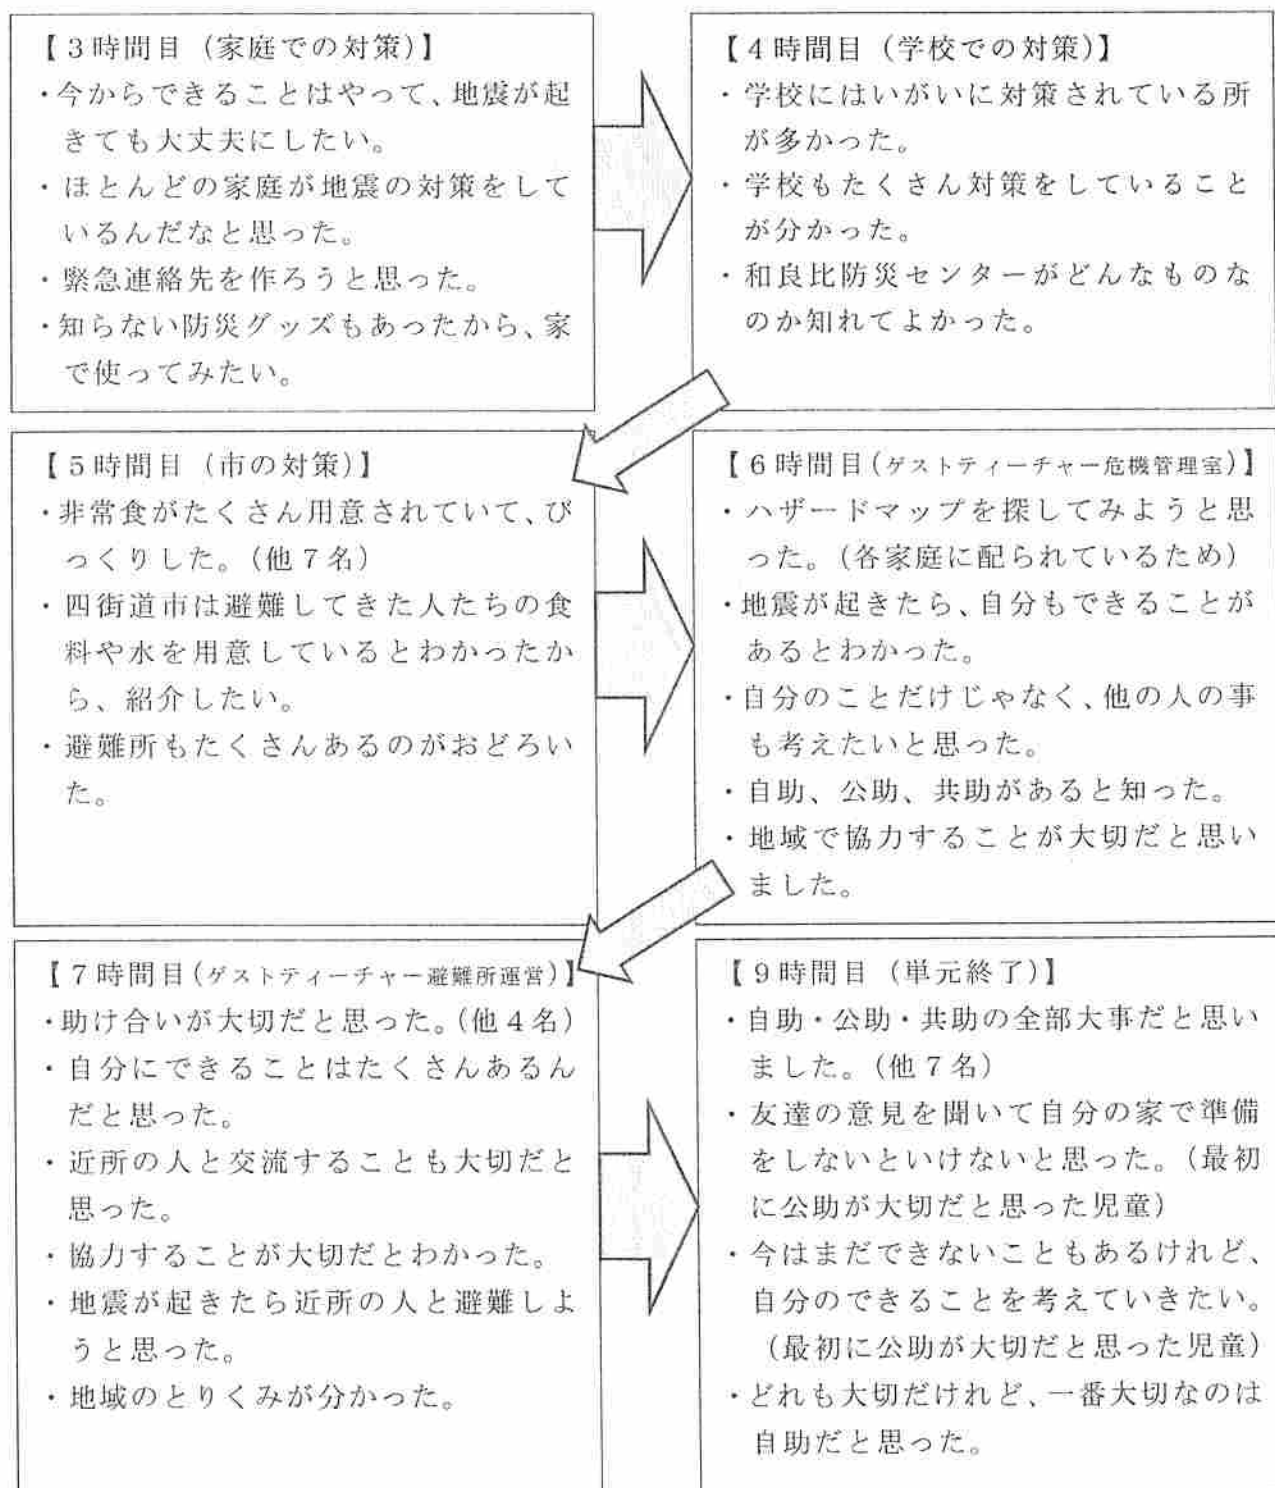 【3時間目(家庭での対策)】
・今からできることはやって、地震が起
きても大丈夫にしたい。
・ほとんどの家庭が地震の対策をして
いるんだなと思った。
・緊急連絡先を作ろうと思った。
・知らない防災グッズもあったから、家
で使ってみたい。
【4時間目(学校での対策)】
・学校にはいがいに対策されている所
が多かった。
・学校もたくさん対策をしていること
が分かった。
・和良比防災センターがどんなものな
のか知れてよかった。
【5時間目(市の対策)】
・非常食がたくさん用意されていて、び
っくりした。(他7名)
・四街道市は避難してきた人たちの食
料や水を用意しているとわかったか
ら、紹介したい。
・避難所もたくさんあるのがおどろい
た。
【6時間目(ゲストティーチャー危機管理室)】
・ハザードマップを探してみようと思
った。(各家庭に配られているため)
・地震が起きたら、自分もできることが
あるとわかった。
・自分のことだけじゃなく、他の人の事
も考えたいと思った。
・自助、公助、共助があると知った。
・地域で協力することが大切だと思い
ました。
【7時間目(ゲストティーチャー避難所運営)】
・助け合いが大切だと思った。(他4名)
・自分にできることはたくさんあるん
だと思った。
・近所の人と交流することも大切だと
思った。
・協力することが大切だとわかった。
・地震が起きたら近所の人と避難しよ
うと思った。
・地域のとりくみが分かった。
【9時間目(単元終了)】
・自助・公助・共助の全部大事だと思い
ました。(他7名)
・友達の意見を聞いて自分の家で準備
をしないといけないと思った。(最初
に公助が大切だと思った児童)
・今はまだできないこともあるけれど、
自分のできることを考えていきたい。
(最初に公助が大切だと思った児童)
・どれも大切だけれど、一番大切なのは
自助だと思った。